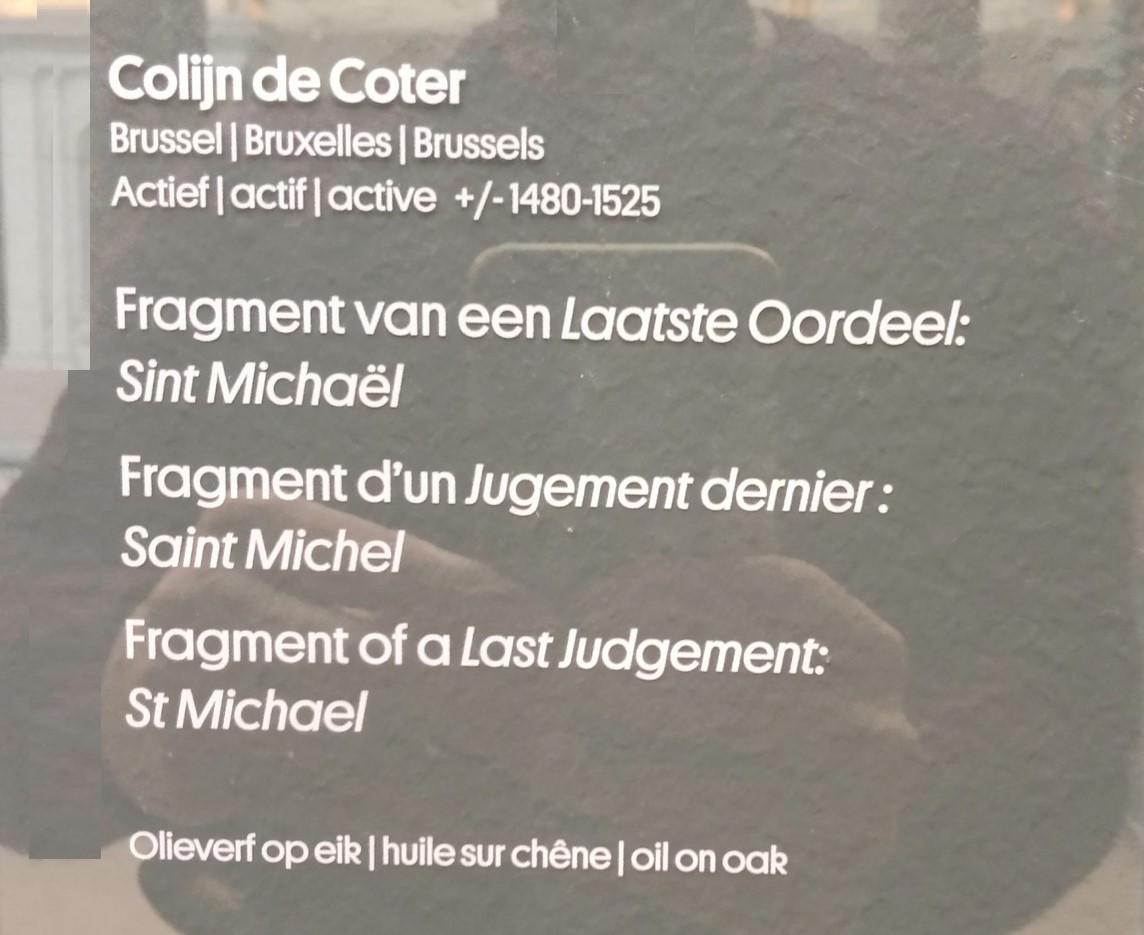 Colijn de Coter
Brussel | Bruxelles | Brussels
Actief | actif | active +/- 1480-1525
Fragment van een Laatste Oordeel:
Sint Michaël
Fragment d'un Jugement dernier :
Saint Michel
Fragment of a Last Judgement:
St Michael
Olieverf op eik | huile sur chêne | oil on oak